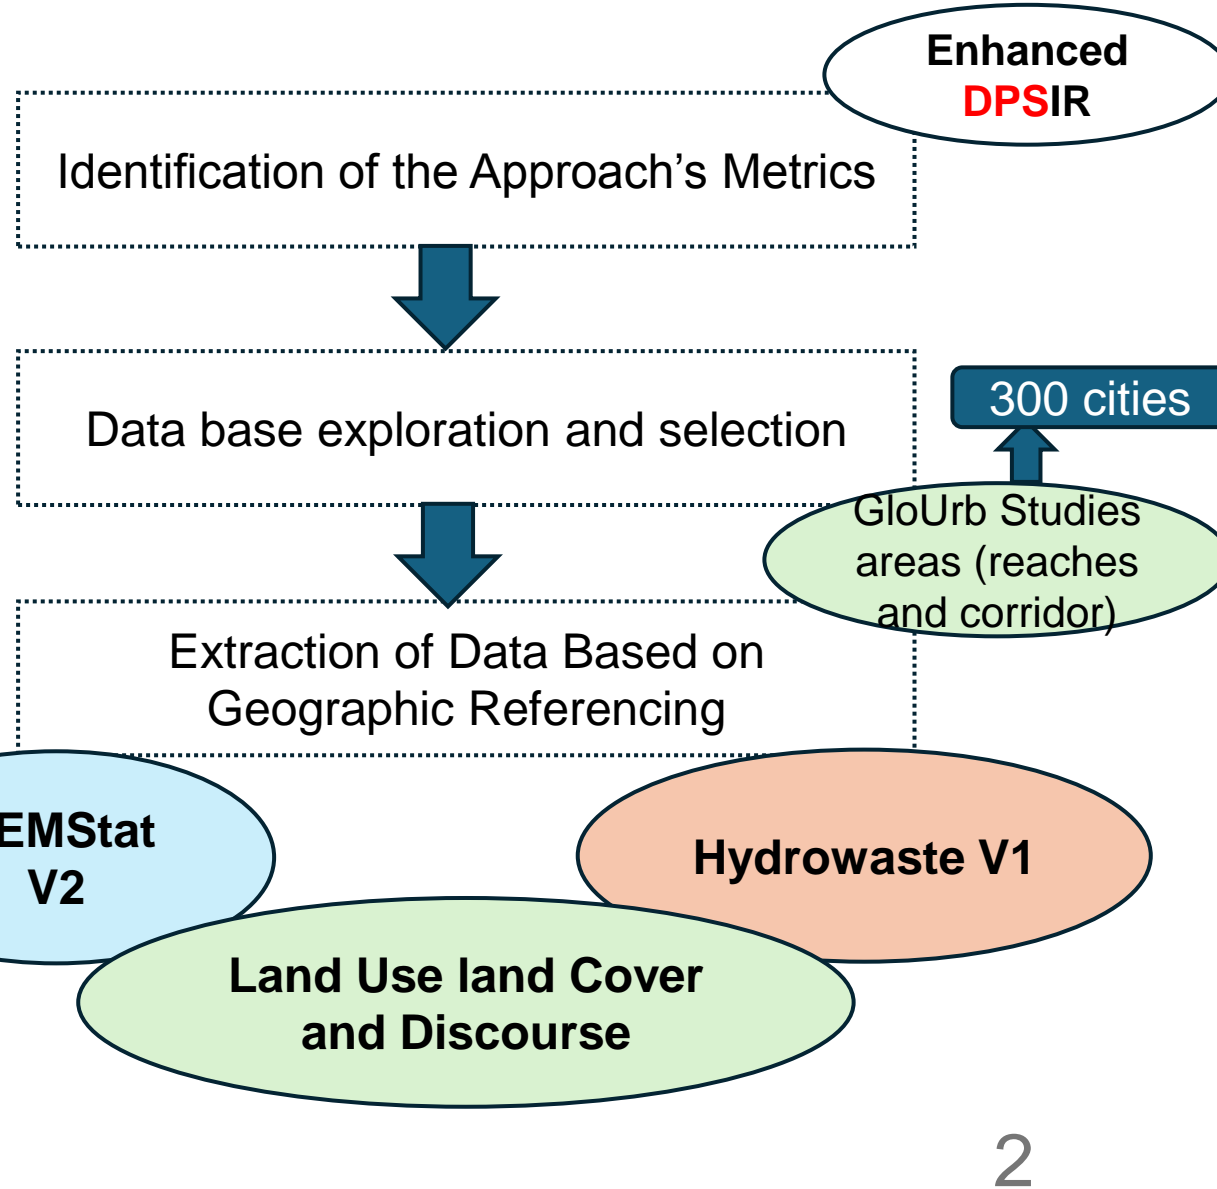 Enhanced
DPSIR
Identification of the Approach's Metrics
Data base exploration and selection
300 cities
GloUrb Studies
areas (reaches
and corridor)
Extraction of Data Based on
Geographic Referencing
EMStat
V2
Hydrowaste V1
Land Use land Cover
and Discourse
2